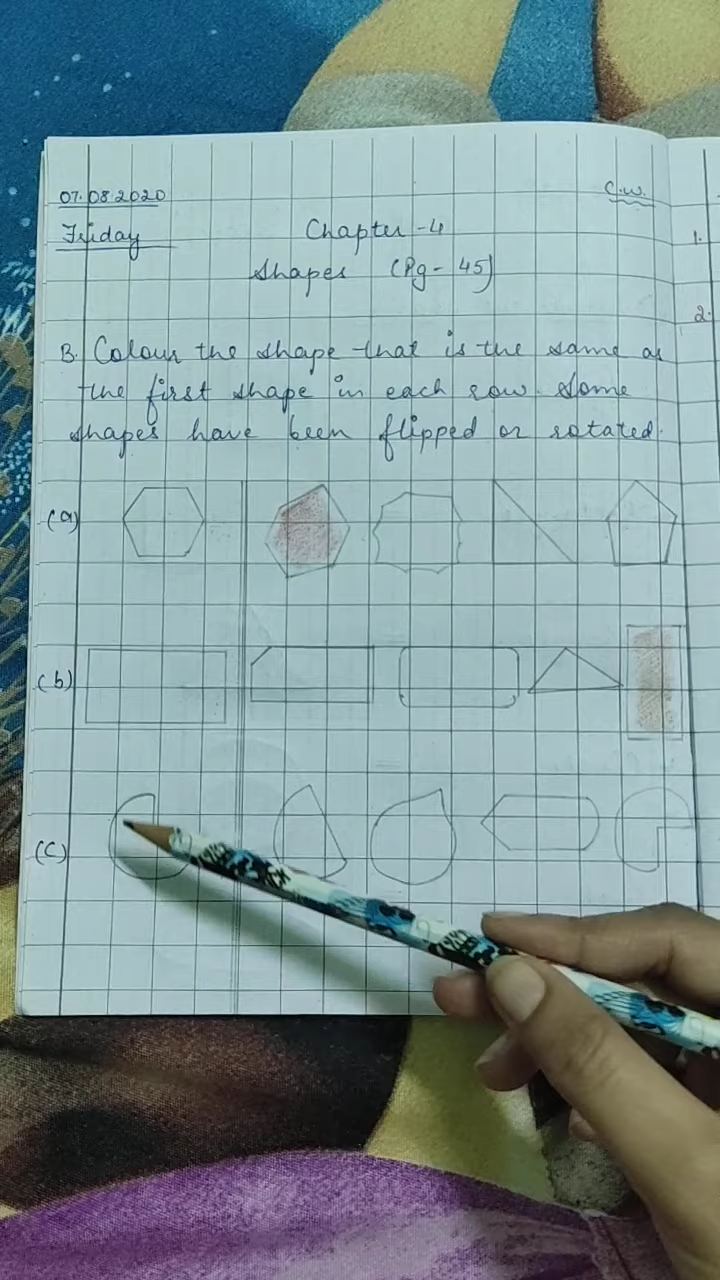 07.08.2020
C.W.
Friday
Chapter-4
Shapes (Pg- 45)
B. Colour the shape that is the same as
the first shape in each row. Some
shapes have been flipped or rotated.
(a)
(b)
(C)
1.
2.